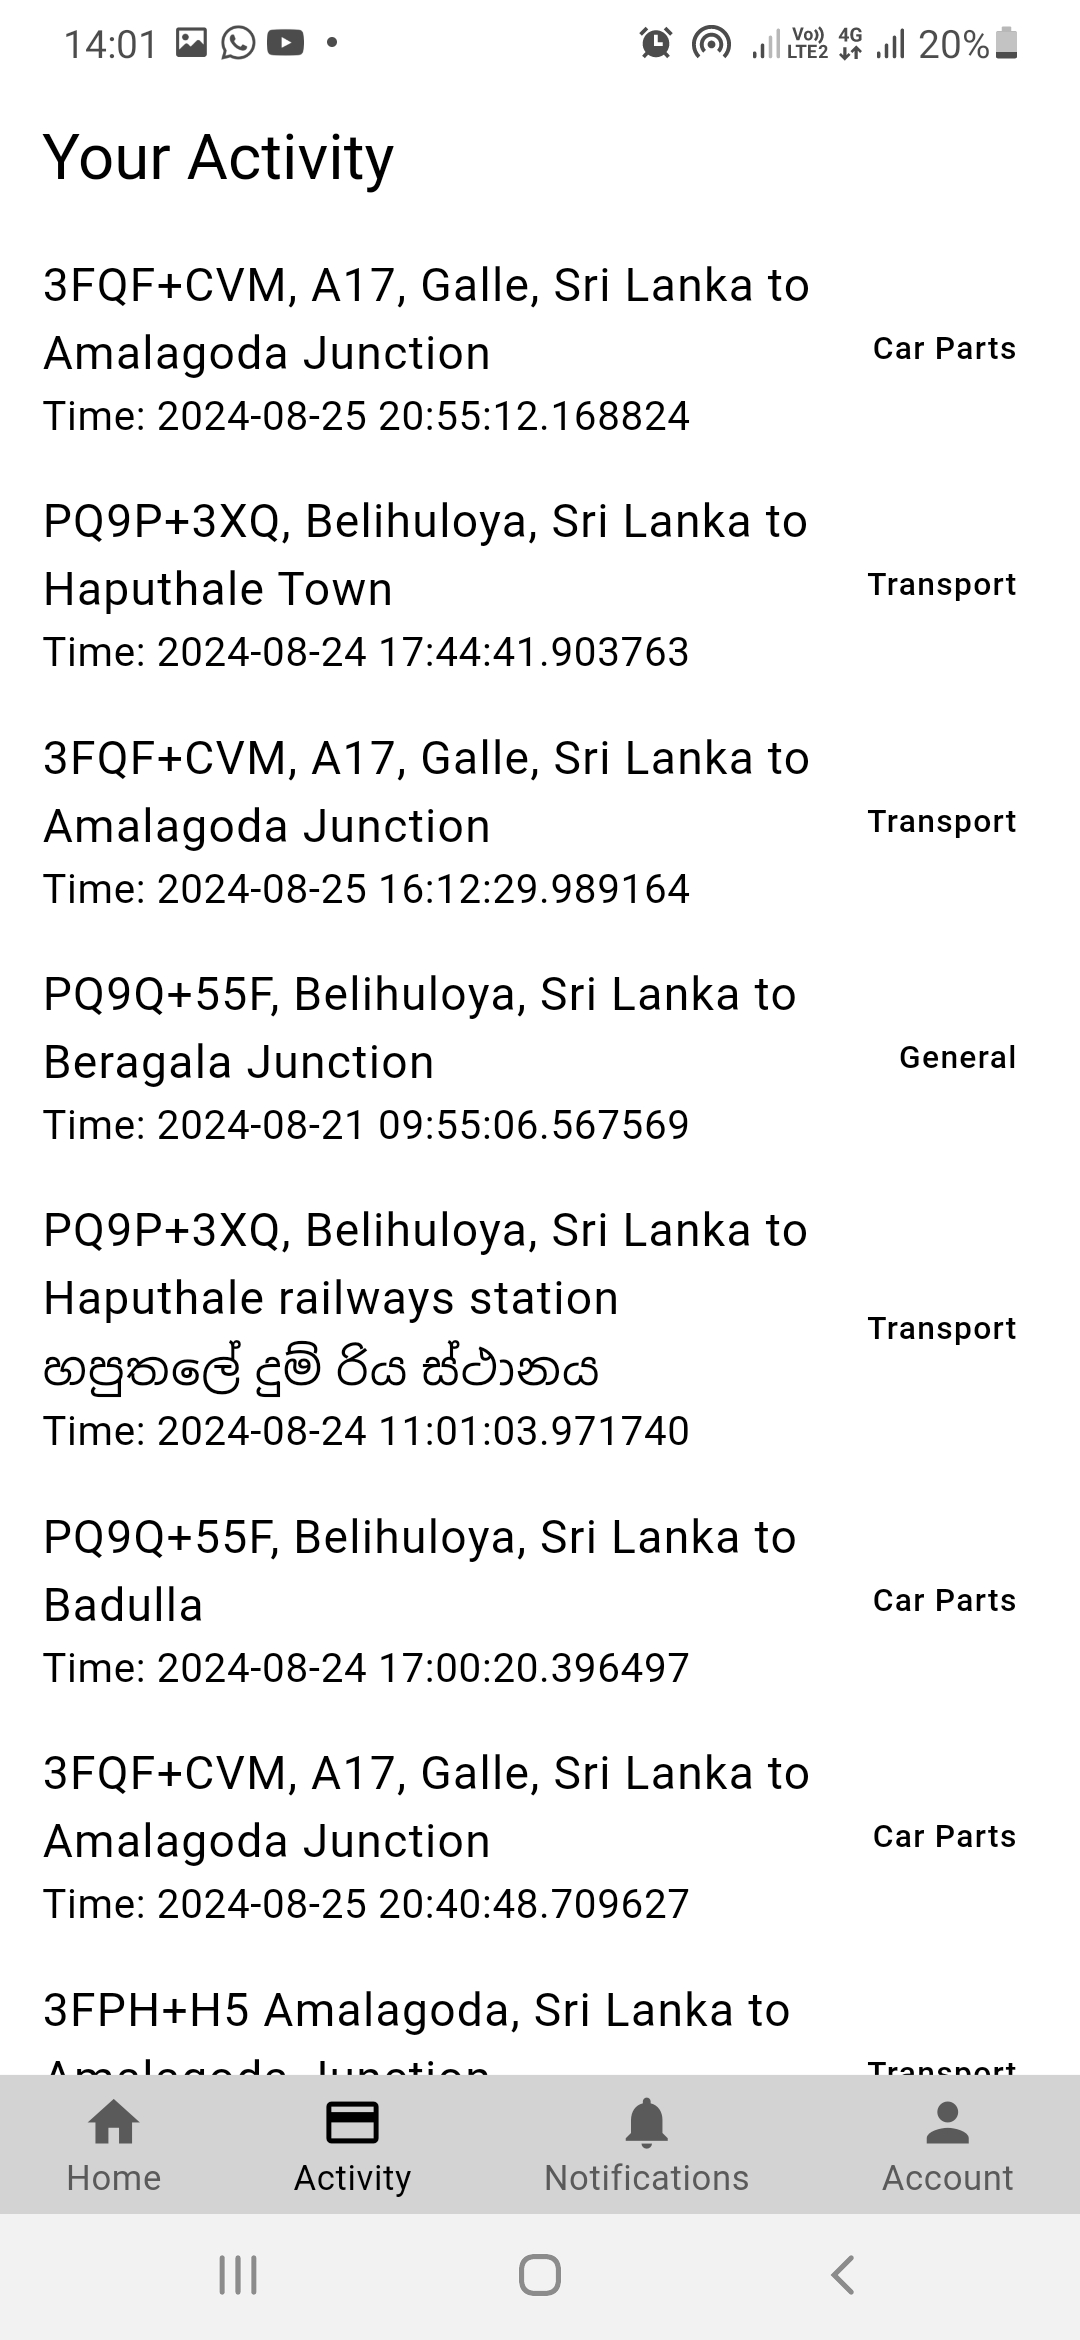 14:01 Vo)) LTE2 4G 20%
Your Activity
3FQF+CVM, A17, Galle, Sri Lanka to
Amalagoda Junction
Car Parts
Time: 2024-08-25 20:55:12.168824
PQ9P+3XQ, Belihuloya, Sri Lanka to
Haputhale Town
Transport
Time: 2024-08-24 17:44:41.903763
3FQF+CVM, A17, Galle, Sri Lanka to
Amalagoda Junction
Transport
Time: 2024-08-25 16:12:29.989164
PQ9Q+55F, Belihuloya, Sri Lanka to
Beragala Junction
General
Time: 2024-08-21 09:55:06.567569
PQ9P+3XQ, Belihuloya, Sri Lanka to
Haputhale railways station
Transport
හපුතලේ දුම් රිය ස්ථානය
Time: 2024-08-24 11:01:03.971740
PQ9Q+55F, Belihuloya, Sri Lanka to
Badulla
Car Parts
Time: 2024-08-24 17:00:20.396497
3FQF+CVM, A17, Galle, Sri Lanka to
Amalagoda Junction
Car Parts
Time: 2024-08-25 20:40:48.709627
3FPH+H5 Amalagoda, Sri Lanka to
Amalagoda Junction
Transport
Home Activity Notifications Account